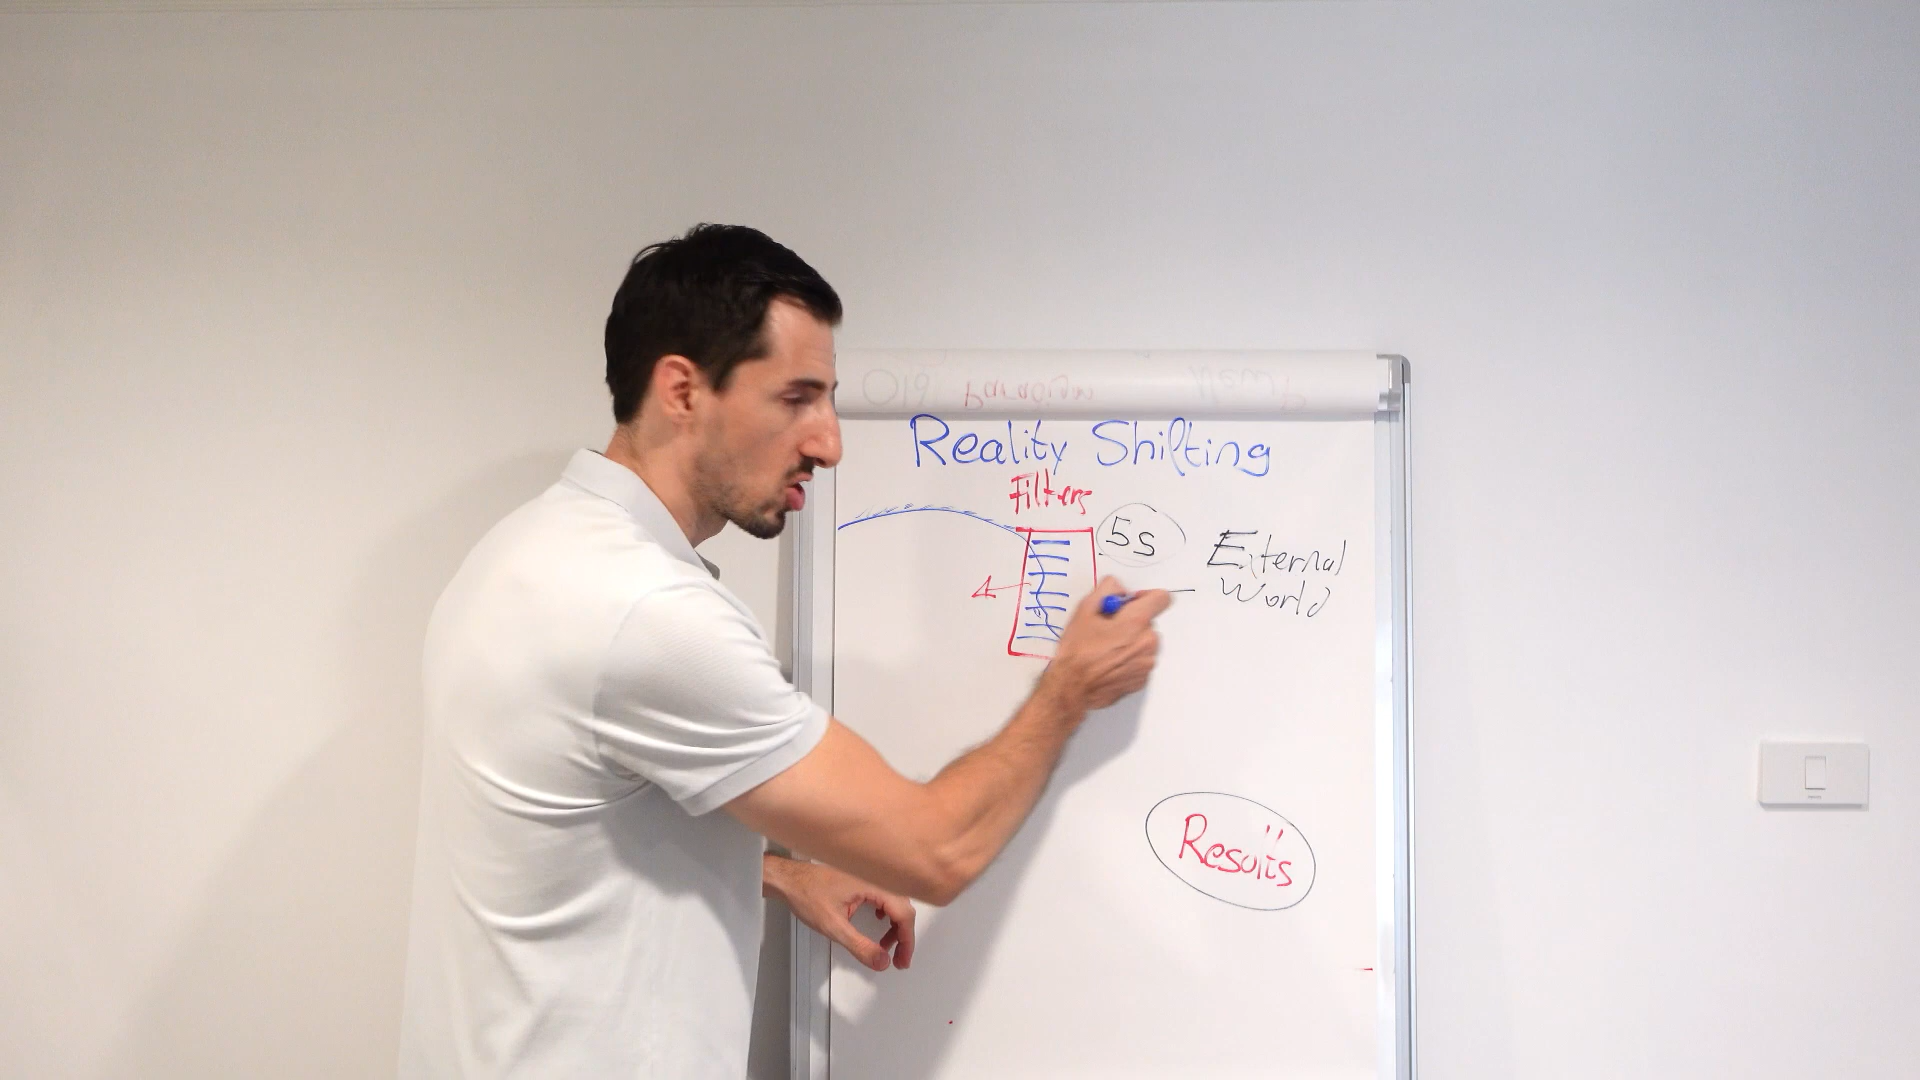 Reality Shifting
Filters
5s
External
World
Results